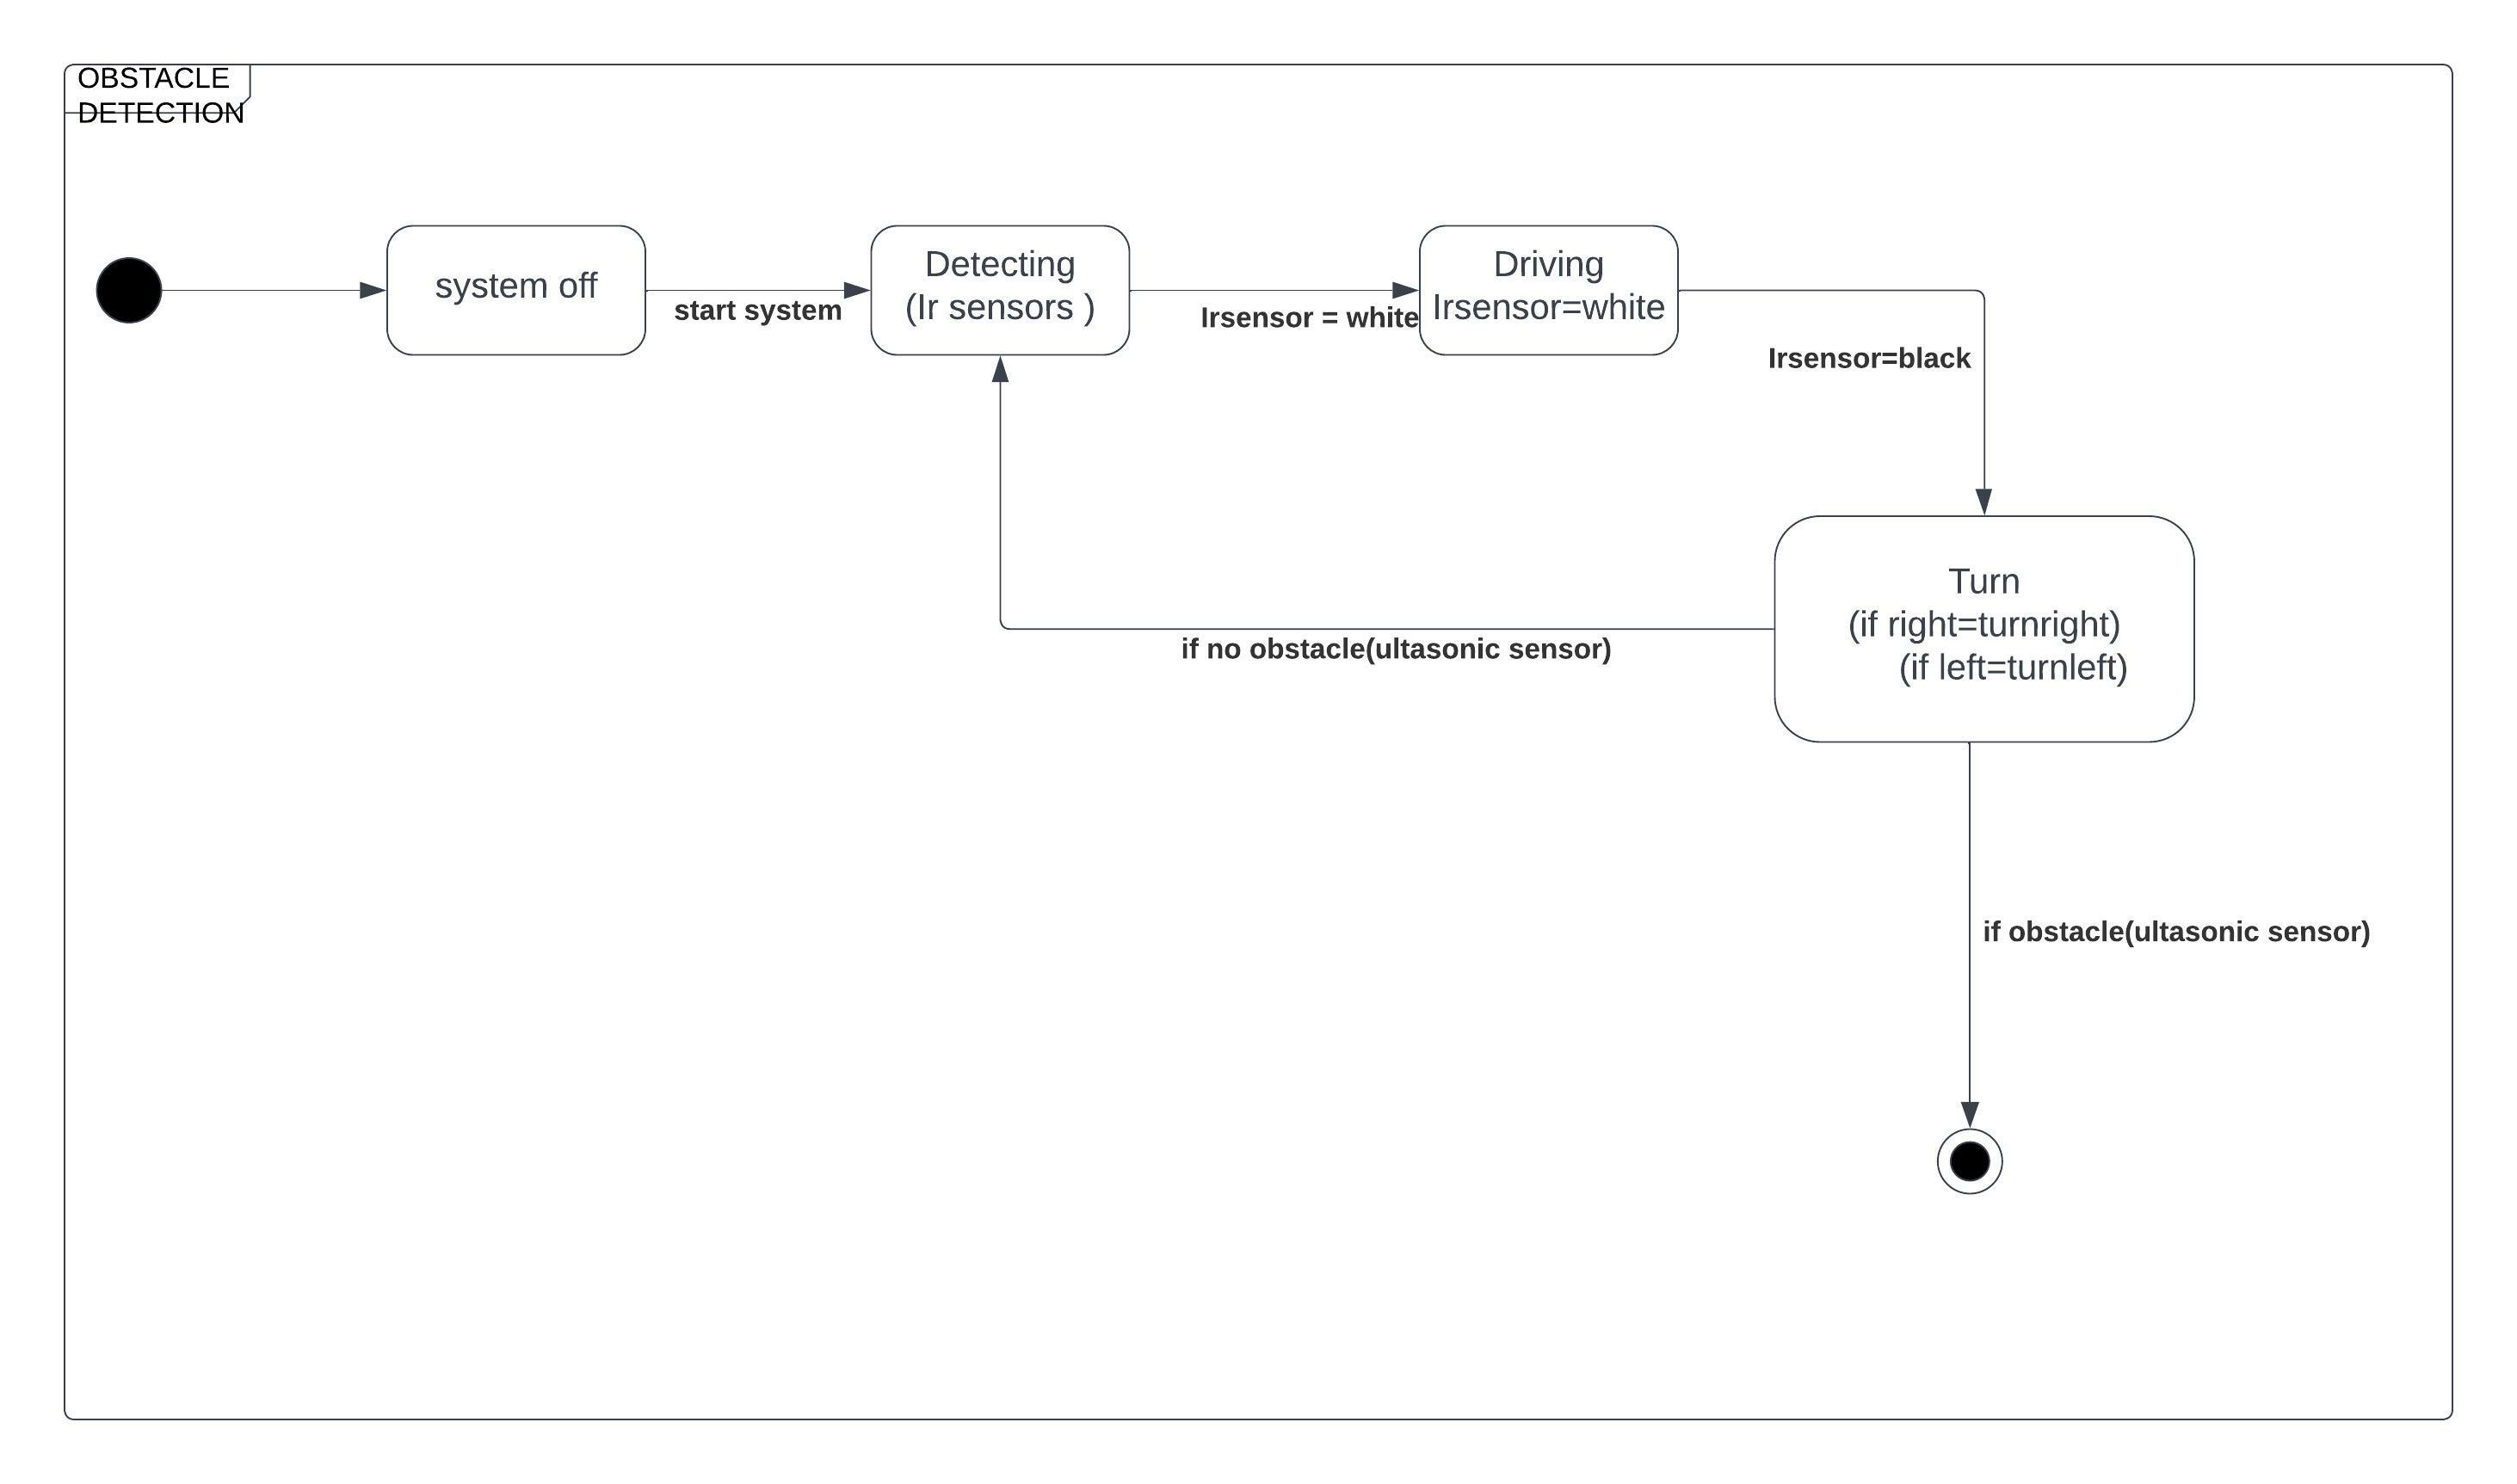 OBSTACLE
DETECTION
system off
start system
Detecting
(Ir sensors )
Irsensor = white
Driving
Irsensor=white
Irsensor=black
Turn
(if right=turnright)
(if left=turnleft)
if no obstacle(ultasonic sensor)
if obstacle(ultasonic sensor)